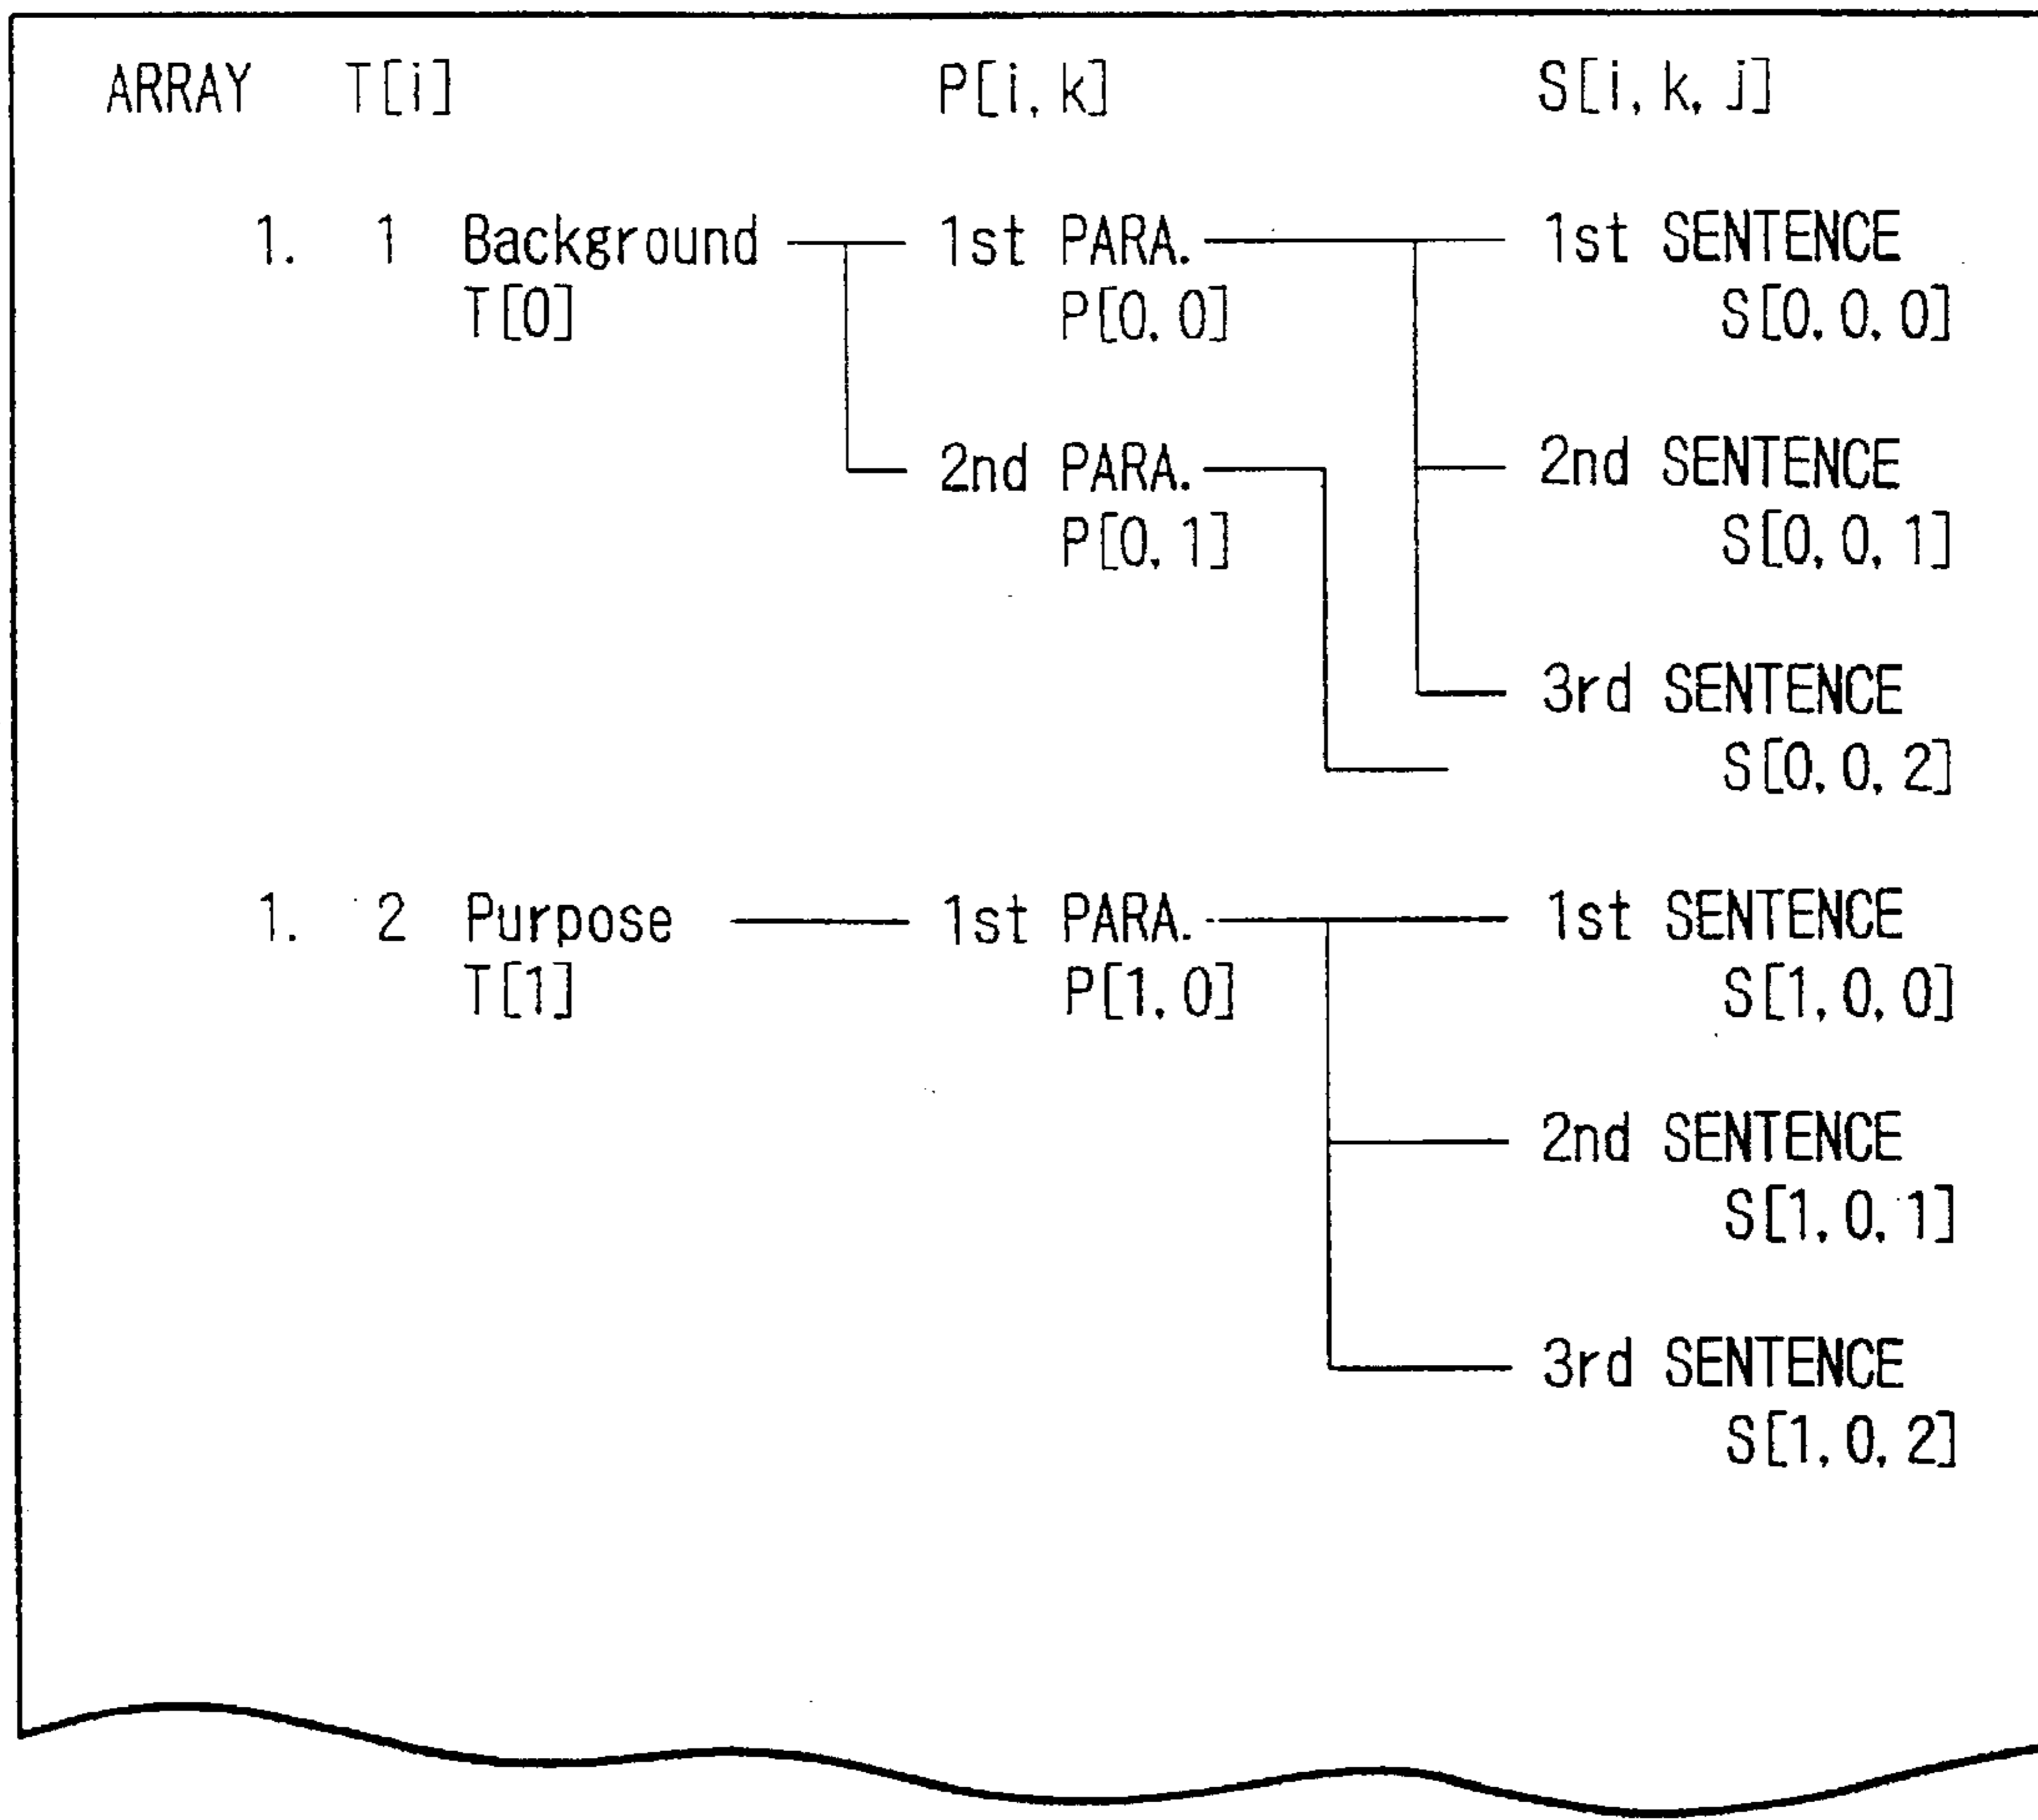 ARRAY T[i] P[i, k] S[i, k, j]
1. 1 Background 1st PARA. 1st SENTENCE
T[0] P[0, 0] S[0, 0, 0]
2nd PARA. 2nd SENTENCE
P[0, 1] S[0, 0, 1]
3rd SENTENCE
S[0, 0, 2]
1. 2 Purpose 1st PARA. 1st SENTENCE
T[1] P[1, 0] S[1, 0, 0]
2nd SENTENCE
S[1, 0, 1]
3rd SENTENCE
S[1, 0, 2]